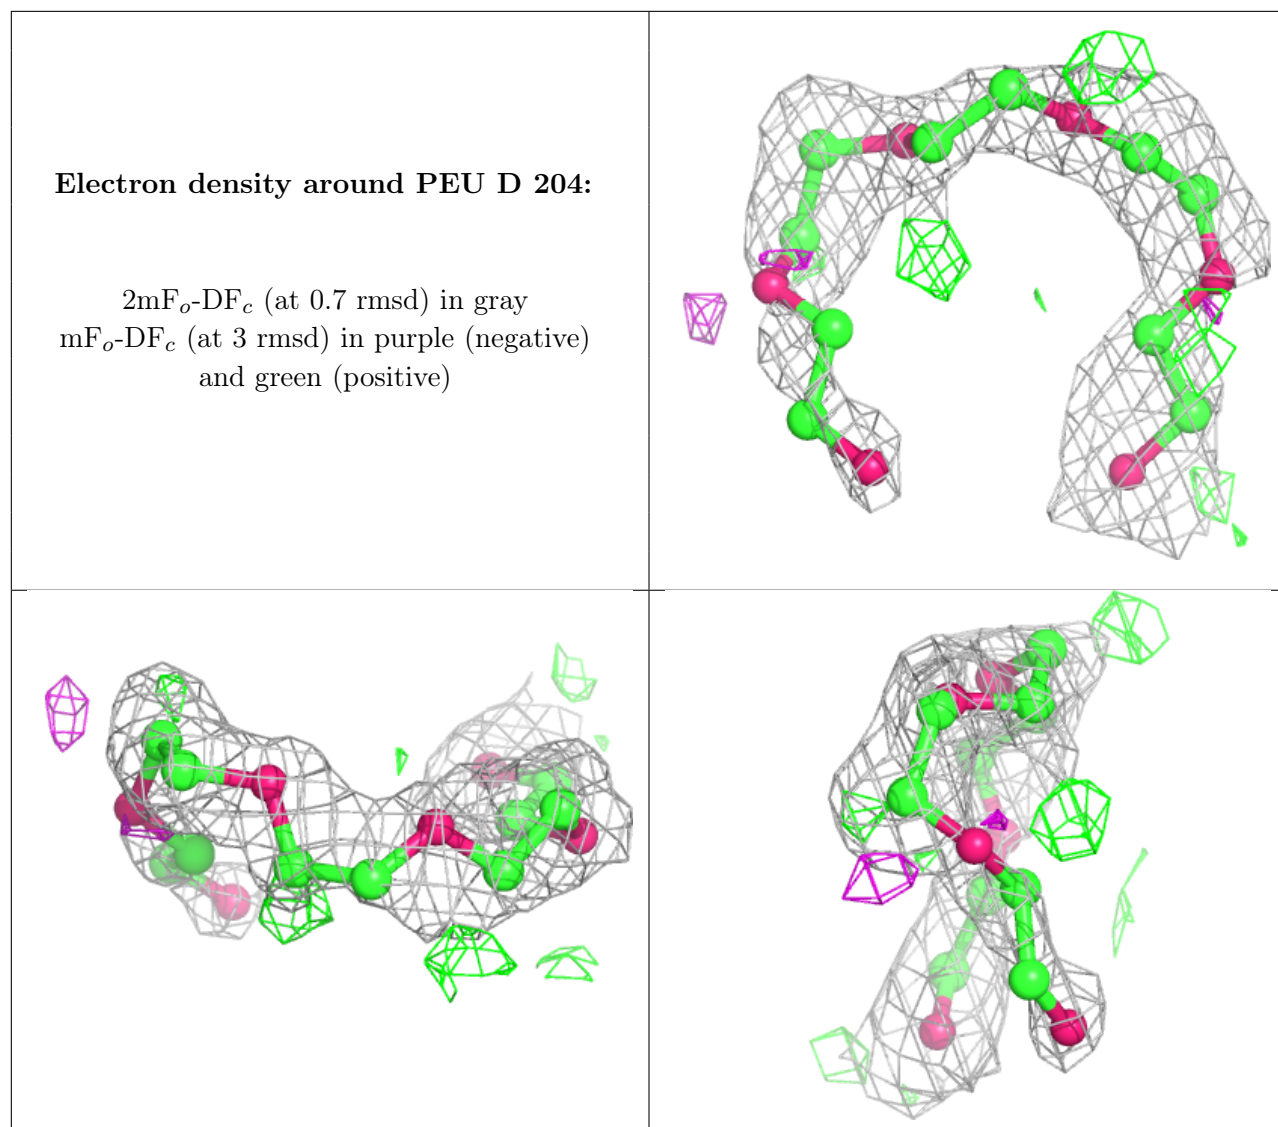 Electron density around PEU D 204:
2mFo-DFc (at 0.7 rmsd) in gray
mFo-DFc (at 3 rmsd) in purple (negative)
and green (positive)